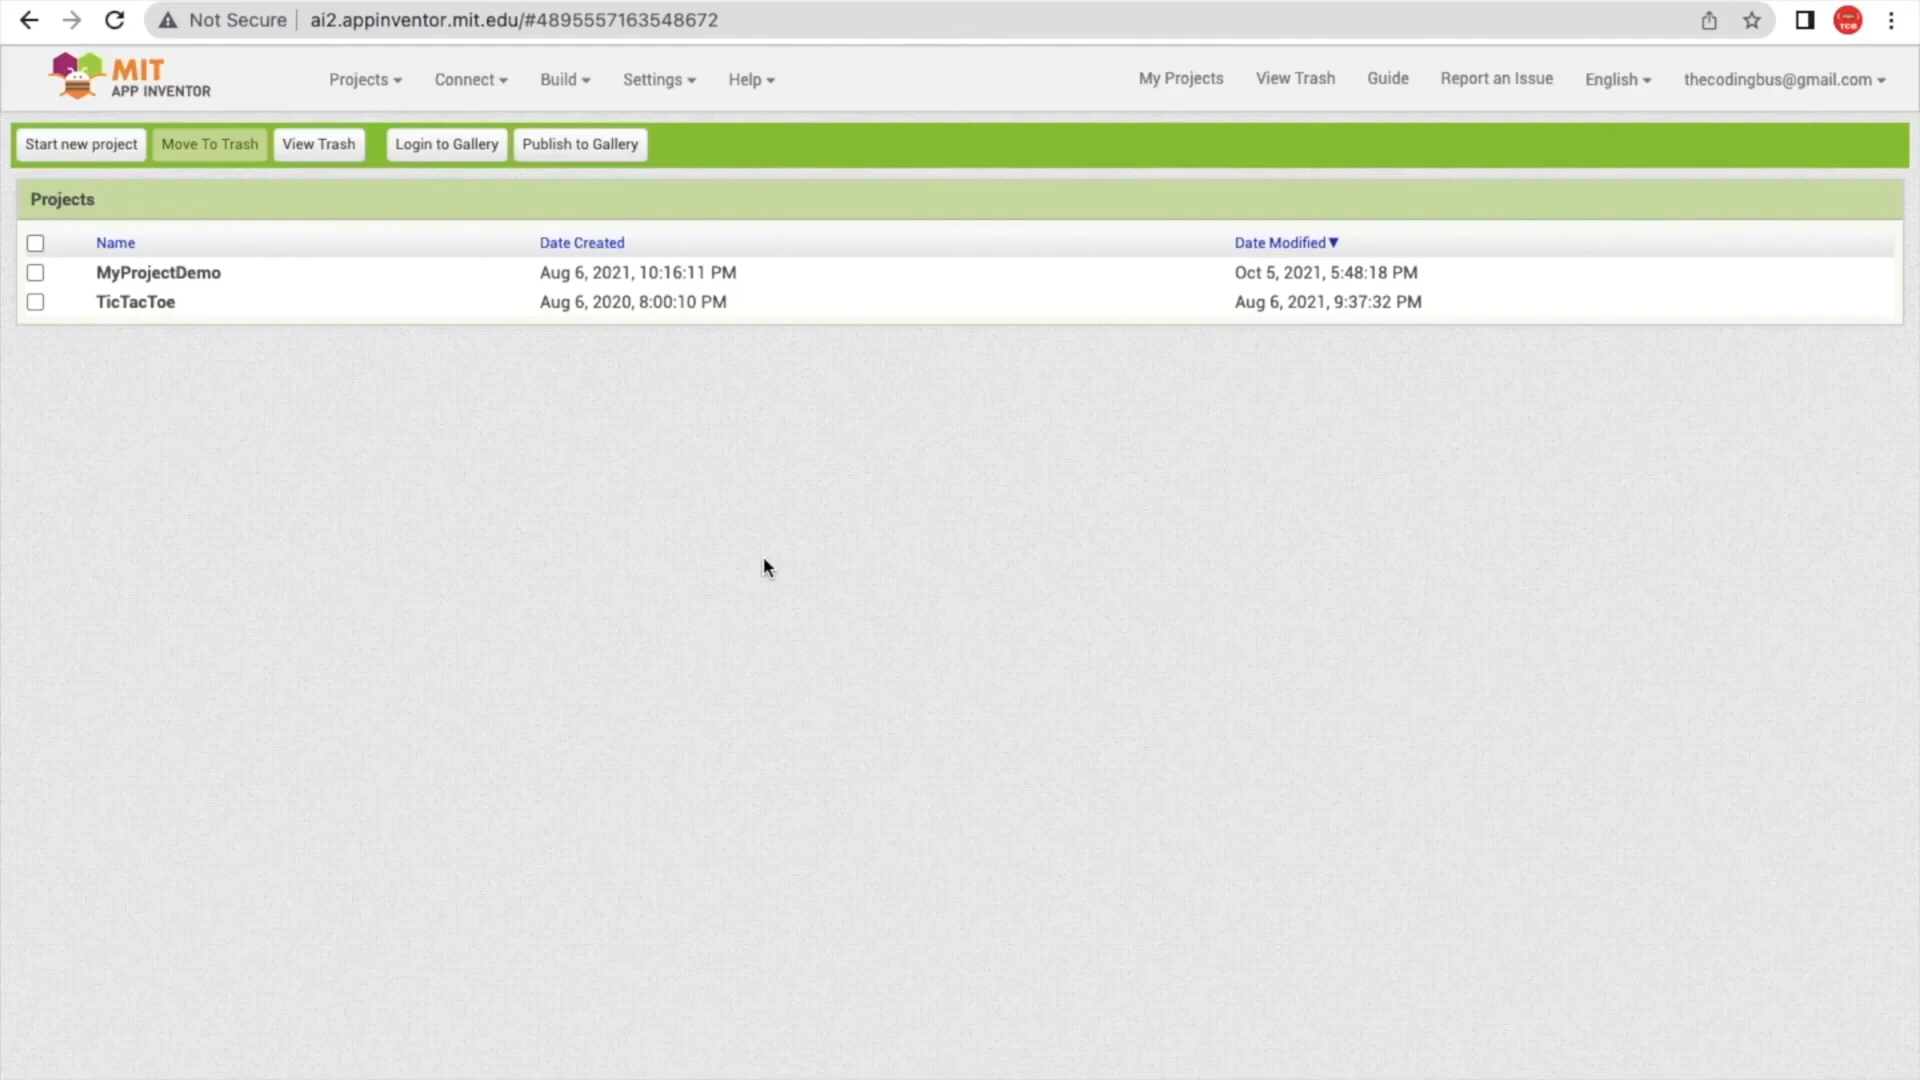 Not Secure | ai2.appinventor.mit.edu/#4895557163548672
TCB
MIT
APP INVENTOR
Projects Connect Build Settings Help My Projects View Trash Guide Report an Issue English thecodingbus@gmail.com
Start new project Move To Trash View Trash Login to Gallery Publish to Gallery
Projects
Name Date Created Date Modified▼
MyProjectDemo Aug 6, 2021, 10:16:11 PM Oct 5, 2021, 5:48:18 PM
TicTacToe Aug 6, 2020, 8:00:10 PM Aug 6, 2021, 9:37:32 PM